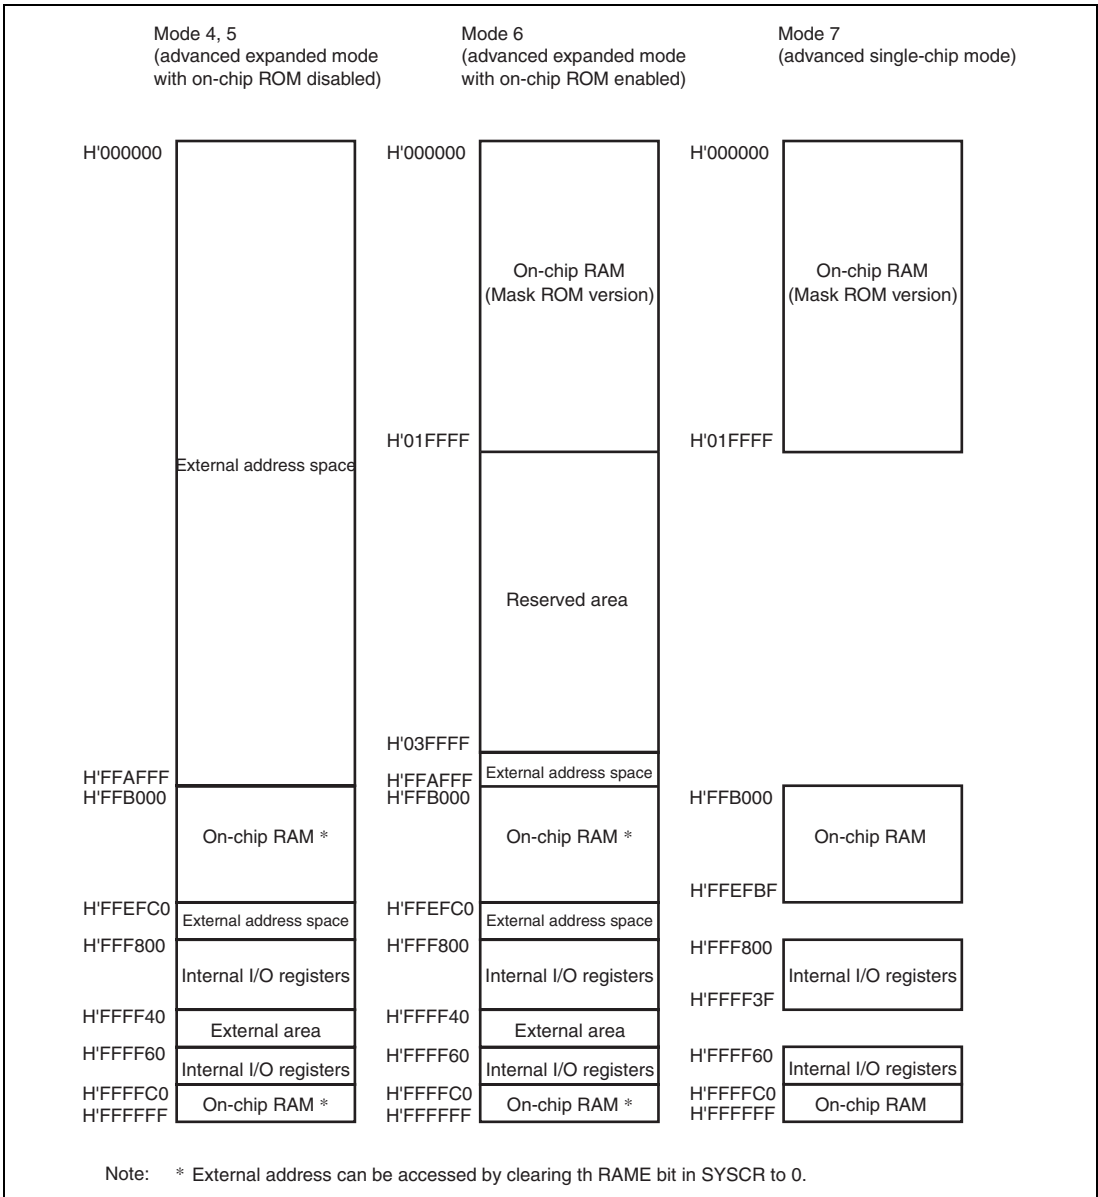 Mode 4, 5
(advanced expanded mode
with on-chip ROM disabled)
Mode 6
(advanced expanded mode
with on-chip ROM enabled)
Mode 7
(advanced single-chip mode)
H'000000
External address space
H'FFAFFF
H'FFB000
On-chip RAM *
H'FFEFC0
External address space
H'FFF800
Internal I/O registers
H'FFFF40
External area
H'FFFF60
Internal I/O registers
H'FFFFC0
On-chip RAM *
H'FFFFFF
H'000000
On-chip RAM
(Mask ROM version)
H'01FFFF
Reserved area
H'03FFFF
External address space
H'FFAFFF
H'FFB000
On-chip RAM *
H'FFEFC0
External address space
H'FFF800
Internal I/O registers
H'FFFF40
External area
H'FFFF60
Internal I/O registers
H'FFFFC0
On-chip RAM *
H'FFFFFF
H'000000
On-chip RAM
(Mask ROM version)
H'01FFFF
H'FFB000
On-chip RAM
H'FFEFBF
H'FFF800
Internal I/O registers
H'FFFF3F
H'FFFF60
Internal I/O registers
H'FFFFC0
On-chip RAM
H'FFFFFF
Note: * External address can be accessed by clearing th RAME bit in SYSCR to 0.